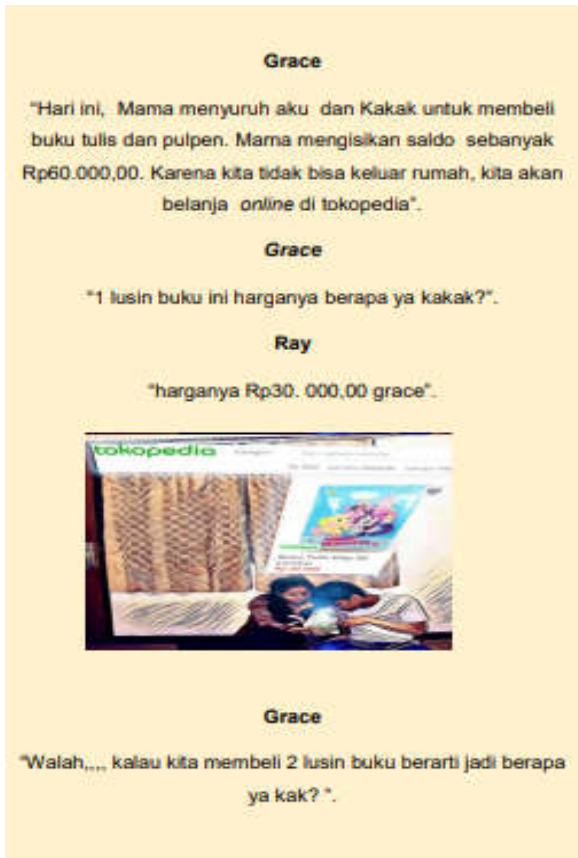 Grace
"Hari ini, Mama menyuruh aku dan Kakak untuk membeli
buku tulis dan pulpen. Mama mengisikan saldo sebanyak
Rp60.000,00. Karena kita tidak bisa keluar rumah, kita akan
belanja online di tokopedia".
Grace
"1 lusin buku ini harganya berapa ya kakak?".
Ray
"harganya Rp30. 000,00 grace".
tokopedia
Grace
"Walah,,,, kalau kita membeli 2 lusin buku berarti jadi berapa
ya kak? ".